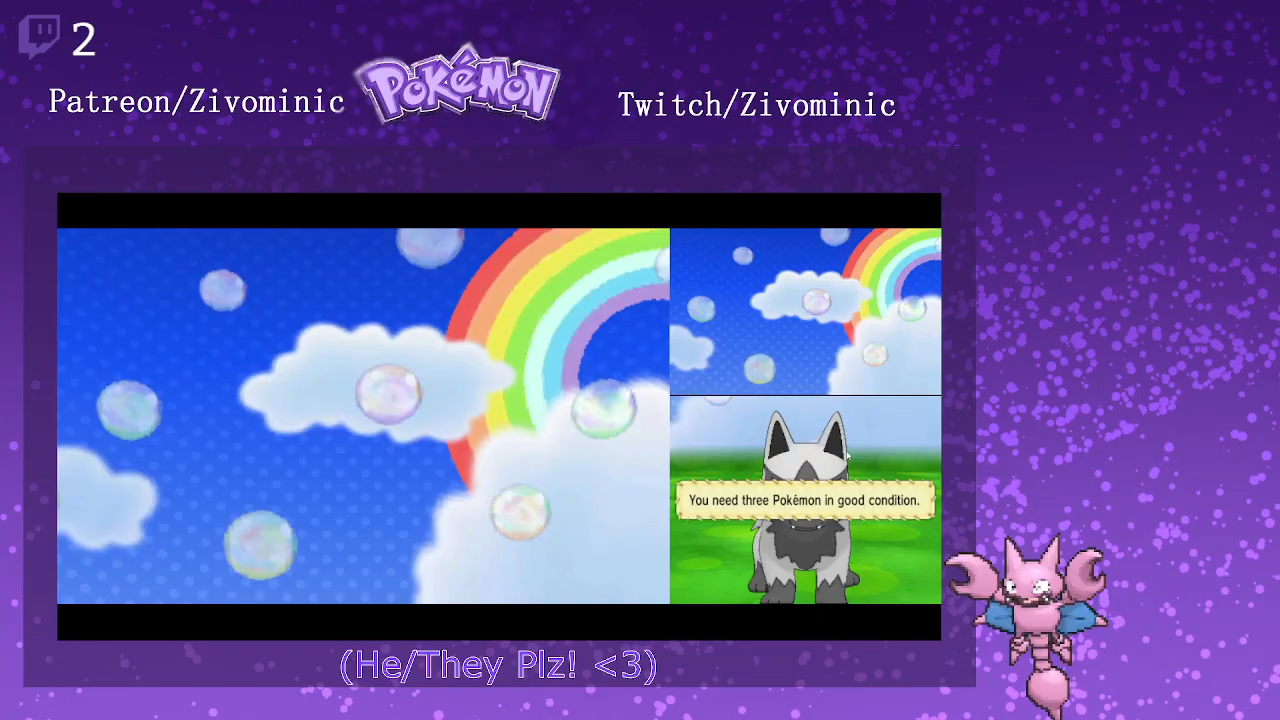 2
Patreon/Zivominic
POKéMON
Twitch/Zivominic
You need three Pokémon in good condition.
(He/They Plz! <3)